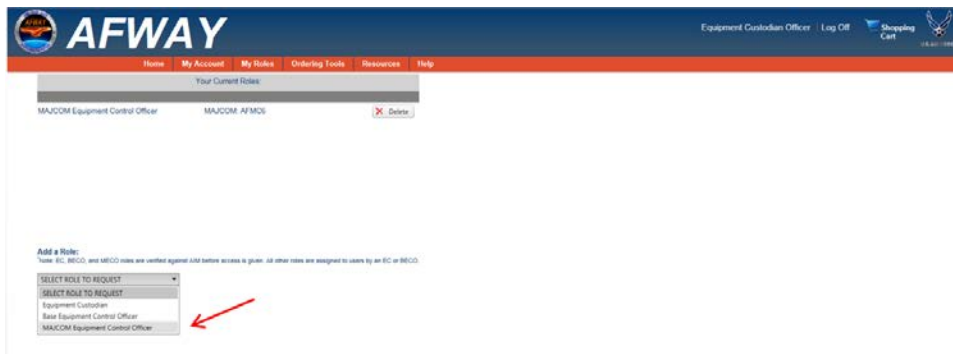 AFWAY
Equipment Custodian Officer | Log Off
Shopping Cart
Home | My Account | My Roles | Ordering Tools | Resources | Help
Your Current Roles:
MAJCOM Equipment Control Officer MAJCOM: AFMC6 X Delete
Add a Role:
*Note: EC, BECO, and MECO roles are verified against AIM before access is given. All other roles are assigned to users by an EC or BECO.
SELECT ROLE TO REQUEST
SELECT ROLE TO REQUEST
Equipment Custodian
Base Equipment Control Officer
MAJCOM Equipment Control Officer